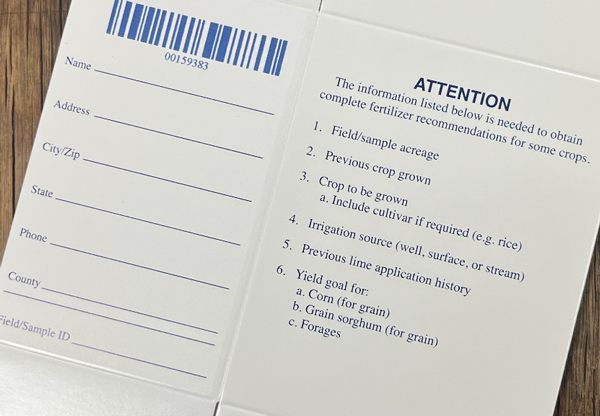 00159383
Name
Address
City/Zip
State
Phone
County
Field/Sample ID
ATTENTION
The information listed below is needed to obtain
complete fertilizer recommendations for some crops.
1. Field/sample acreage
2. Previous crop grown
3. Crop to be grown
a. Include cultivar if required (e.g. rice)
4. Irrigation source (well, surface, or stream)
5. Previous lime application history
6. Yield goal for:
a. Corn (for grain)
b. Grain sorghum (for grain)
c. Forages